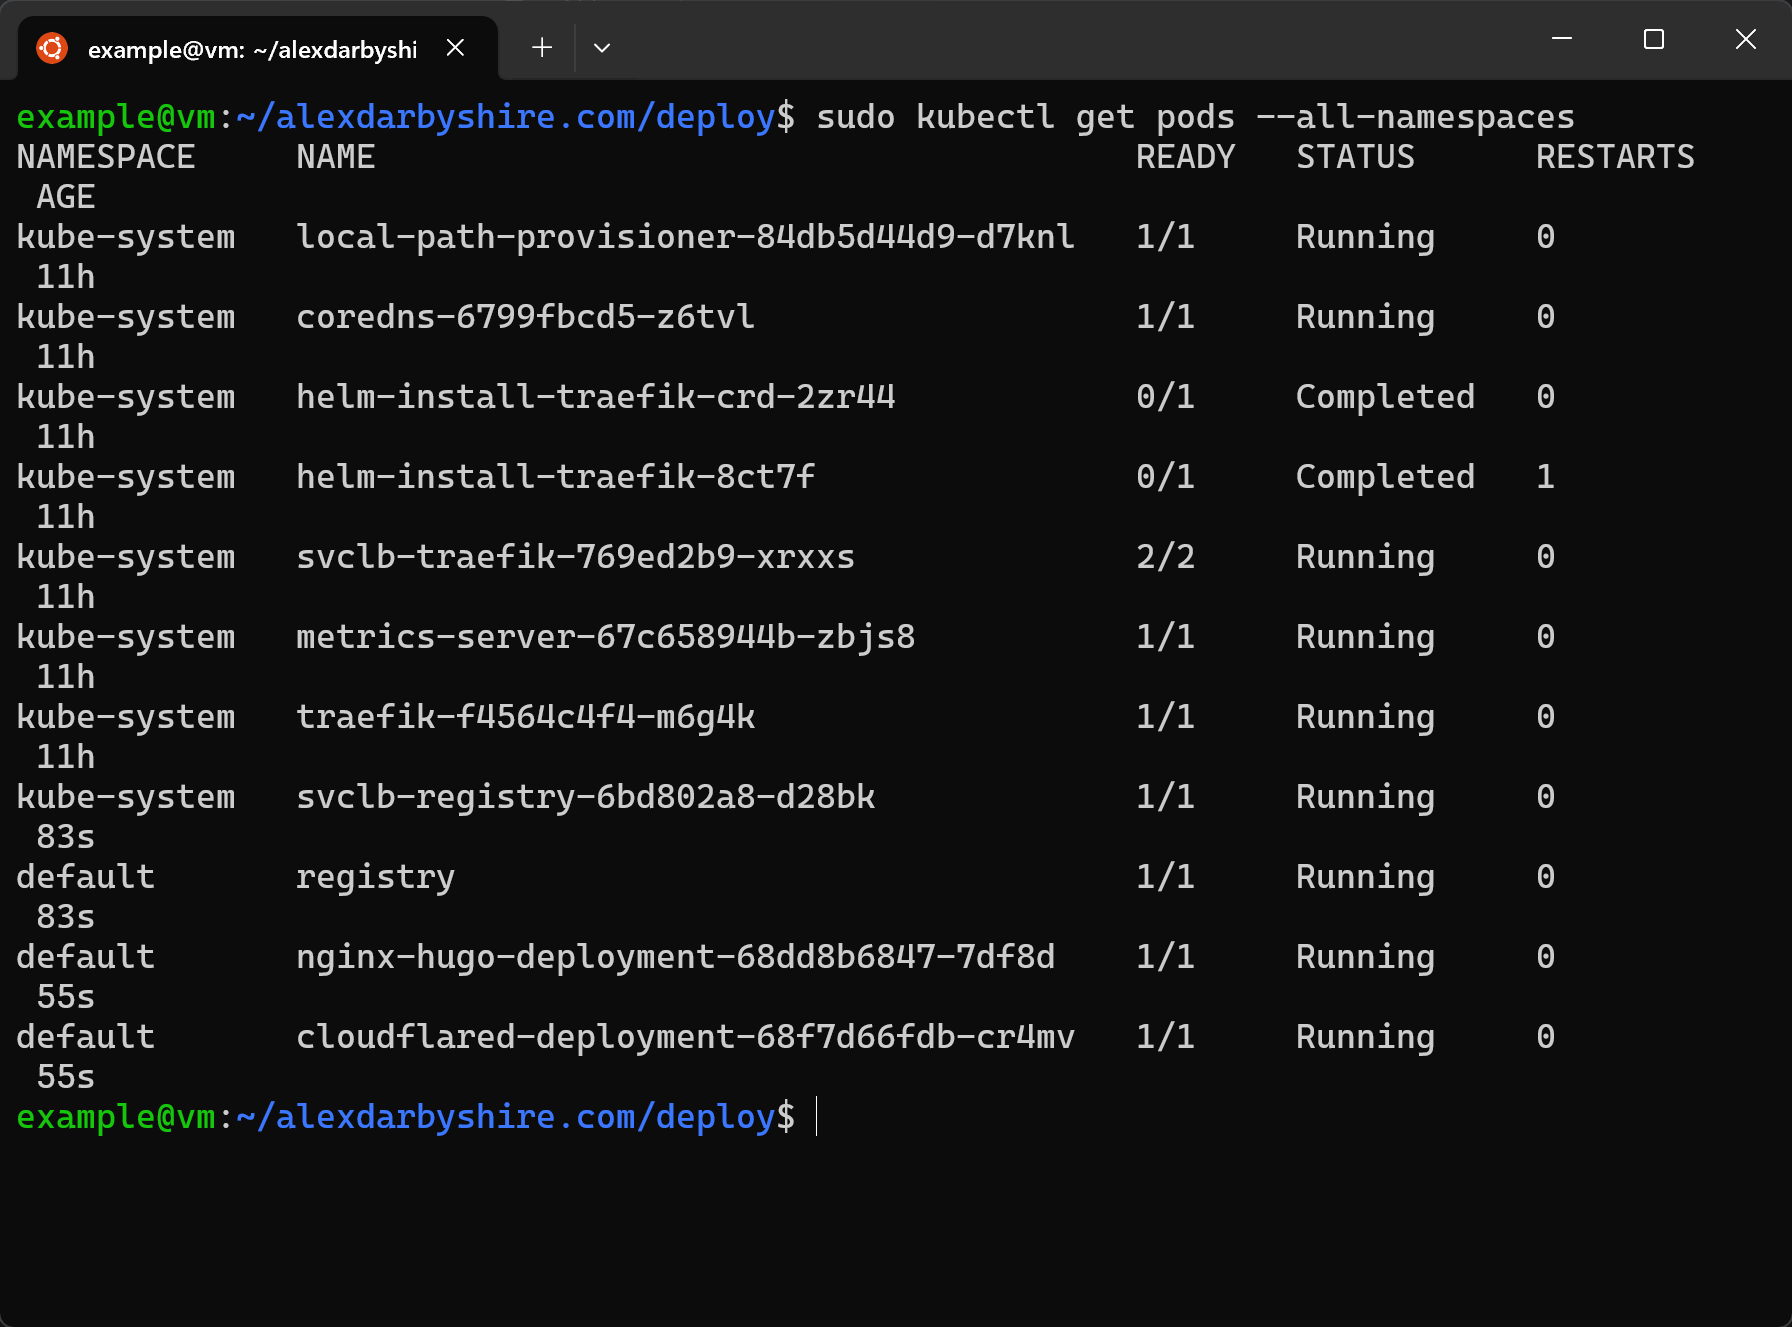 example@vm: ~/alexdarbyshi
example@vm:~/alexdarbyshire.com/deploy$ sudo kubectl get pods --all-namespaces
NAMESPACE     NAME                                      READY   STATUS      RESTARTS
 AGE
kube-system   local-path-provisioner-84db5d44d9-d7knl   1/1     Running     0
 11h
kube-system   coredns-6799fbcd5-z6tvl                   1/1     Running     0
 11h
kube-system   helm-install-traefik-crd-2zr44            0/1     Completed   0
 11h
kube-system   helm-install-traefik-8ct7f                0/1     Completed   1
 11h
kube-system   svclb-traefik-769ed2b9-xrxxs              2/2     Running     0
 11h
kube-system   metrics-server-67c658944b-zbjs8           1/1     Running     0
 11h
kube-system   traefik-f4564c4f4-m6g4k                   1/1     Running     0
 11h
kube-system   svclb-registry-6bd802a8-d28bk             1/1     Running     0
 83s
default       registry                                  1/1     Running     0
 83s
default       nginx-hugo-deployment-68dd8b6847-7df8d    1/1     Running     0
 55s
default       cloudflared-deployment-68f7d66fdb-cr4mv   1/1     Running     0
 55s
example@vm:~/alexdarbyshire.com/deploy$